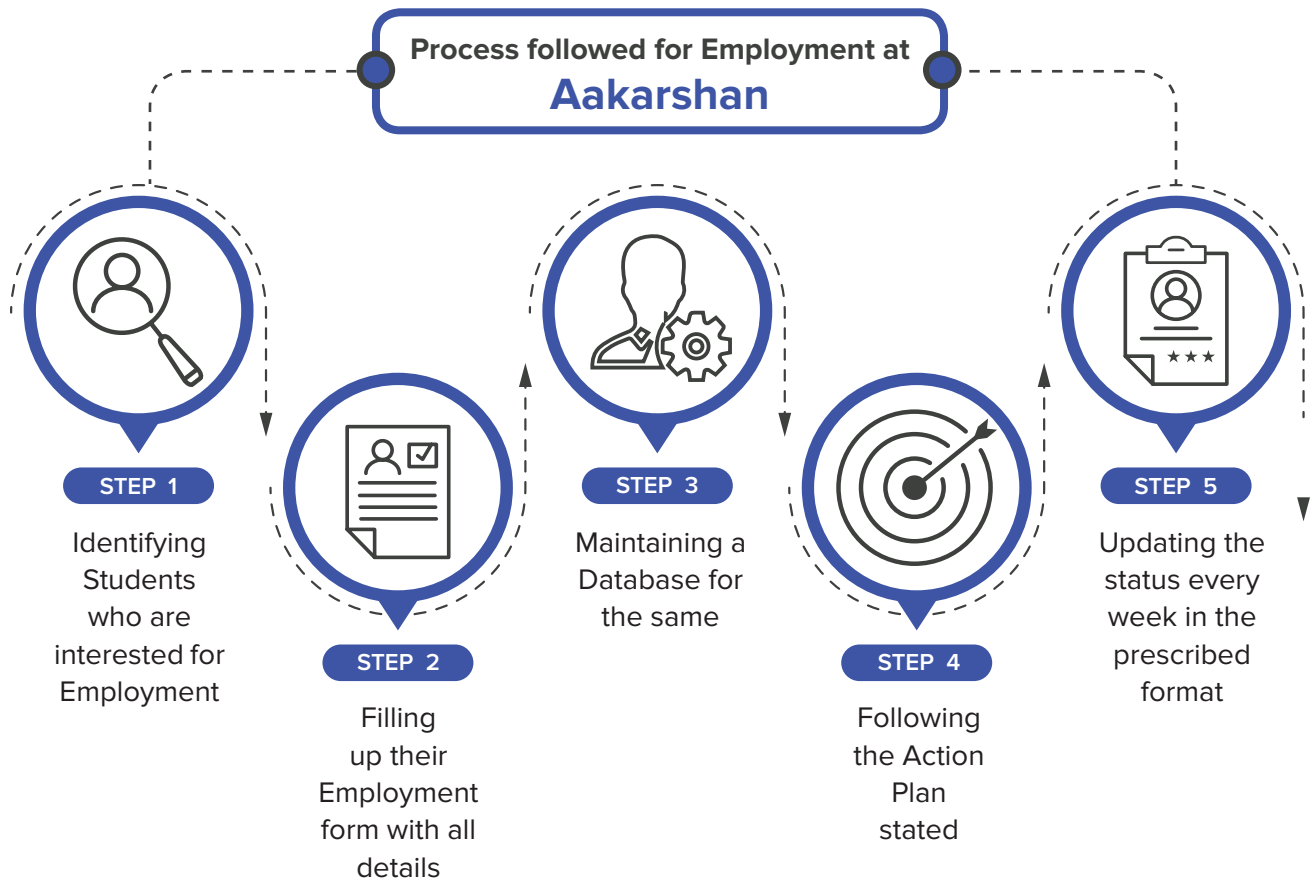 Process followed for Employment at
Aakarshan
STEP 1
Identifying
Students
who are
interested for
Employment
STEP 2
Filling
up their
Employment
form with all
details
STEP 3
Maintaining a
Database for
the same
STEP 4
Following
the Action
Plan
stated
STEP 5
Updating the
status every
week in the
prescribed
format